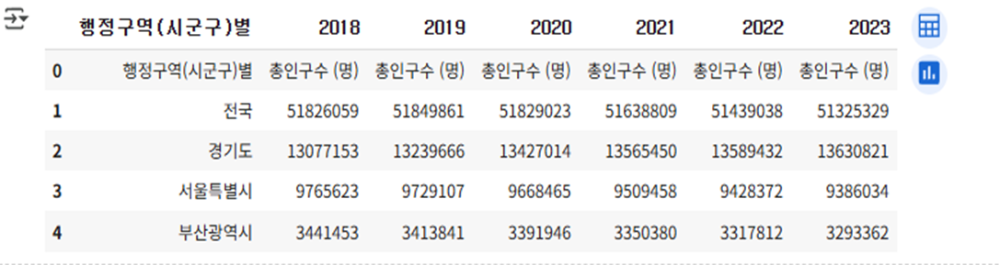 행정구역(시군구)별 2018 2019 2020 2021 2022 2023
0 행정구역(시군구)별 총인구수 (명) 총인구수 (명) 총인구수 (명) 총인구수 (명) 총인구수 (명) 총인구수 (명)
1 전국 51826059 51849861 51829023 51638809 51439038 51325329
2 경기도 13077153 13239666 13427014 13565450 13589432 13630821
3 서울특별시 9765623 9729107 9668465 9509458 9428372 9386034
4 부산광역시 3441453 3413841 3391946 3350380 3317812 3293362